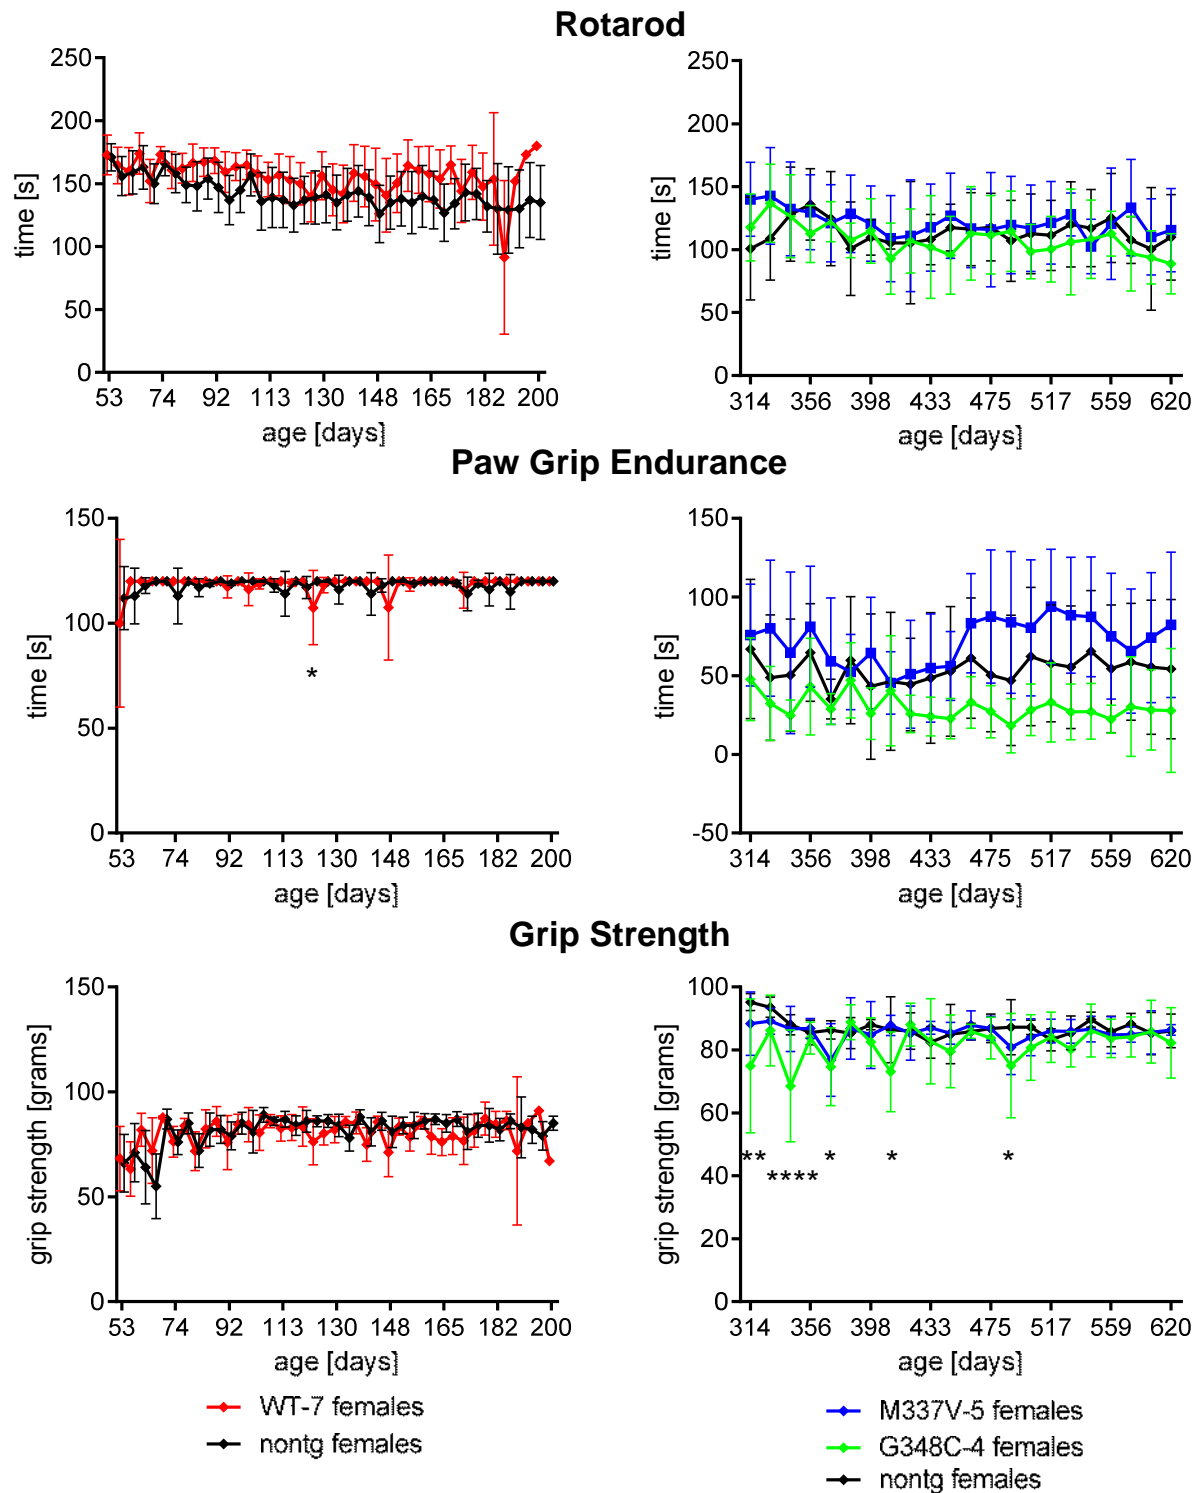 Rotarod
time [s]
250
200
150
100
50
0
53 74 92 113 130 148 165 182 200
age [days]
time [s]
250
200
150
100
50
0
314 356 398 433 475 517 559 620
age [days]
Paw Grip Endurance
time [s]
150
100
50
0
*
53 74 92 113 130 148 165 182 200
age [days]
time [s]
150
100
50
0
-50
314 356 398 433 475 517 559 620
age [days]
Grip Strength
grip strength [grams]
150
100
50
0
53 74 92 113 130 148 165 182 200
age [days]
WT-7 females
nontg females
grip strength [grams]
100
80
60
40
20
0
** * * *
****
314 356 398 433 475 517 559 620
age [days]
M337V-5 females
G348C-4 females
nontg females